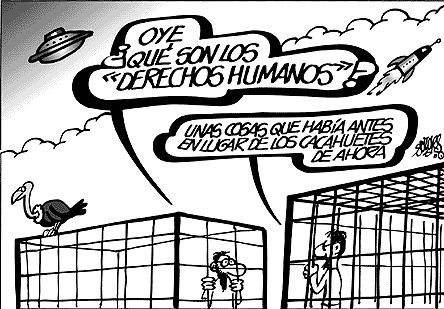 OYE
¿QUÉ SON LOS
«DERECHOS HUMANOS»?
UNAS COSAS QUE HABÍA ANTES
EN LUGAR DE LOS CACAHUETES
DE AHORA